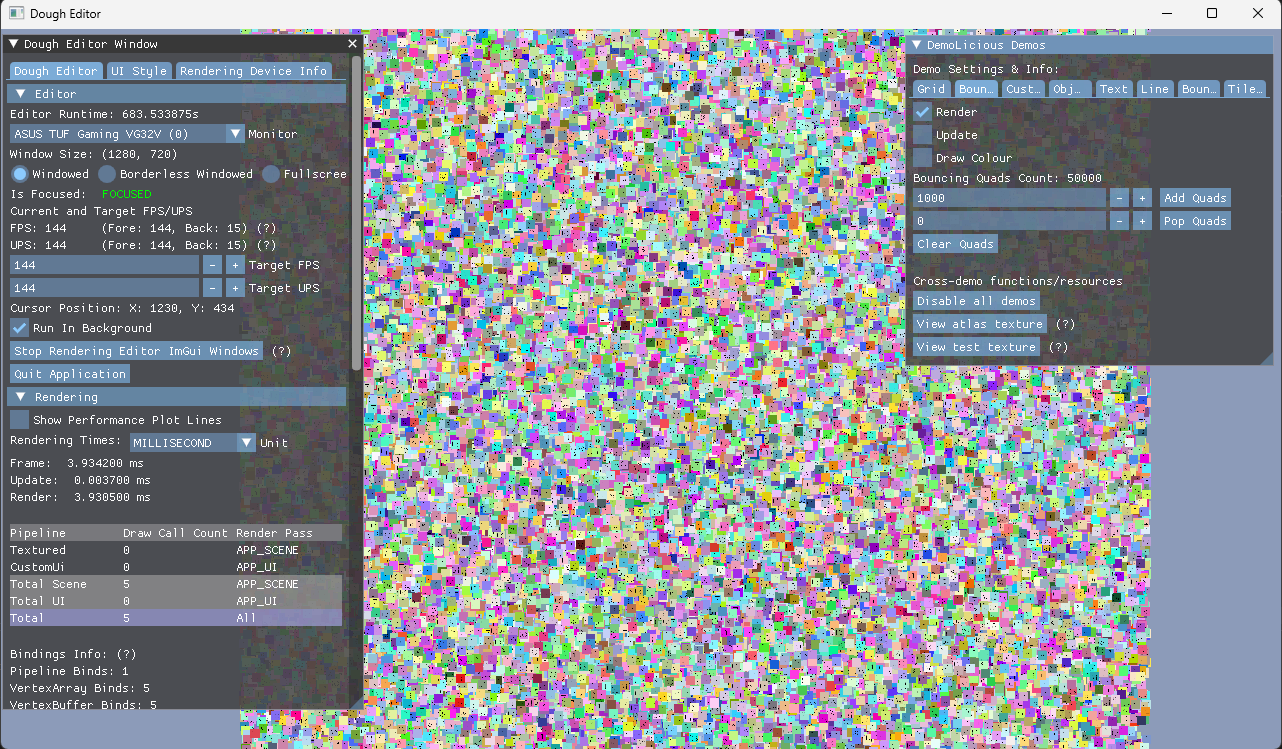 Dough Editor
Dough Editor Window
Dough Editor UI Style Rendering Device Info
Editor
Editor Runtime: 683.533875s
ASUS TUF Gaming VG32V (0) Monitor
Window Size: (1280, 720)
Windowed Borderless Windowed Fullscree
Is Focused: FOCUSED
Current and Target FPS/UPS
FPS: 144 (Fore: 144, Back: 15) (?)
UPS: 144 (Fore: 144, Back: 15) (?)
144 - + Target FPS
144 - + Target UPS
Cursor Position: X: 1230, Y: 434
Run In Background
Stop Rendering Editor ImGui Windows (?)
Quit Application
Rendering
Show Performance Plot Lines
Rendering Times: MILLISECOND Unit
Frame: 3.934200 ms
Update: 0.003700 ms
Render: 3.930500 ms
Pipeline Draw Call Count Render Pass
Textured 0 APP_SCENE
CustomUi 0 APP_UI
Total Scene 5 APP_SCENE
Total UI 0 APP_UI
Total 5 All
Bindings Info: (?)
Pipeline Binds: 1
VertexArray Binds: 5
VertexBuffer Binds: 5
DemoLicious Demos
Demo Settings & Info:
Grid Boun... Cust... Obj... Text Line Boun... Tile...
Render
Update
Draw Colour
Bouncing Quads Count: 50000
1000 - + Add Quads
0 - + Pop Quads
Clear Quads
Cross-demo functions/resources
Disable all demos
View atlas texture (?)
View test texture (?)